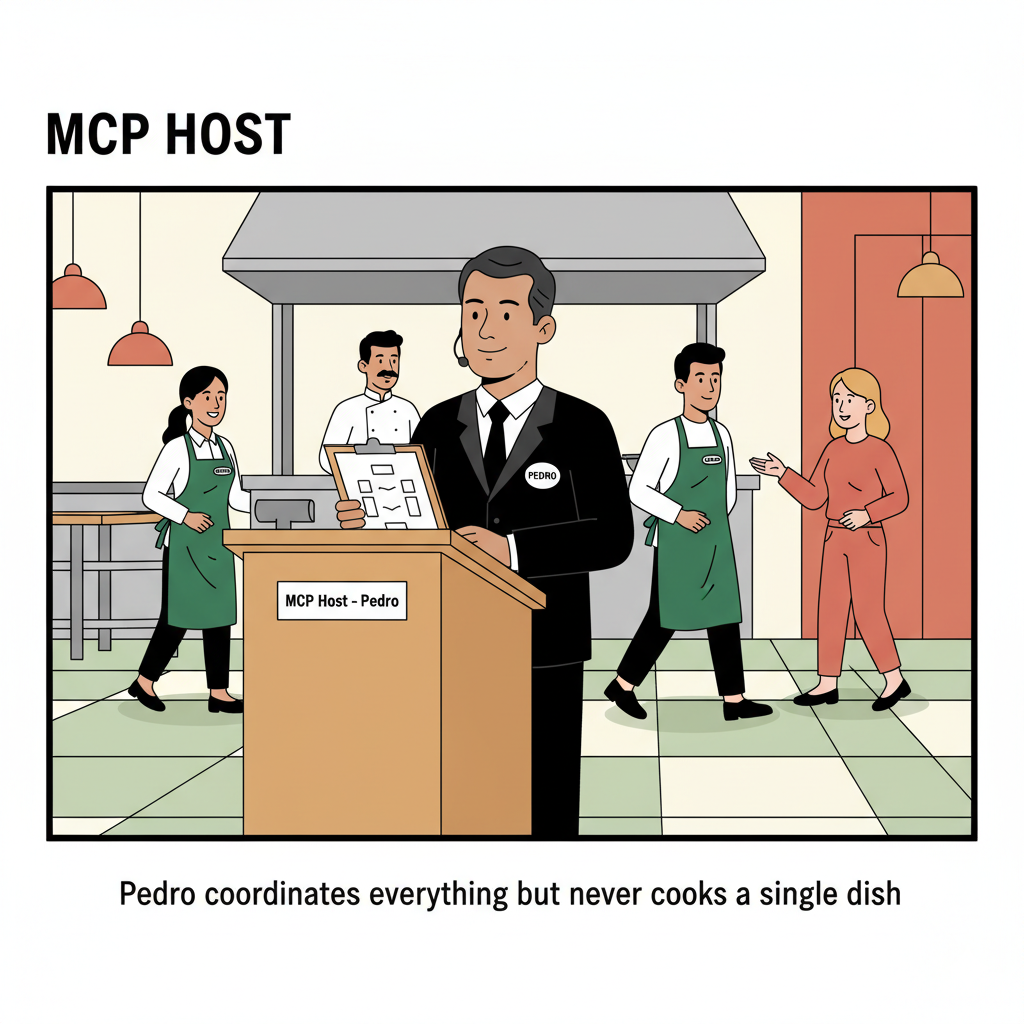 MCP HOST
PEDRO
MCP Host - Pedro
Pedro coordinates everything but never cooks a single dish